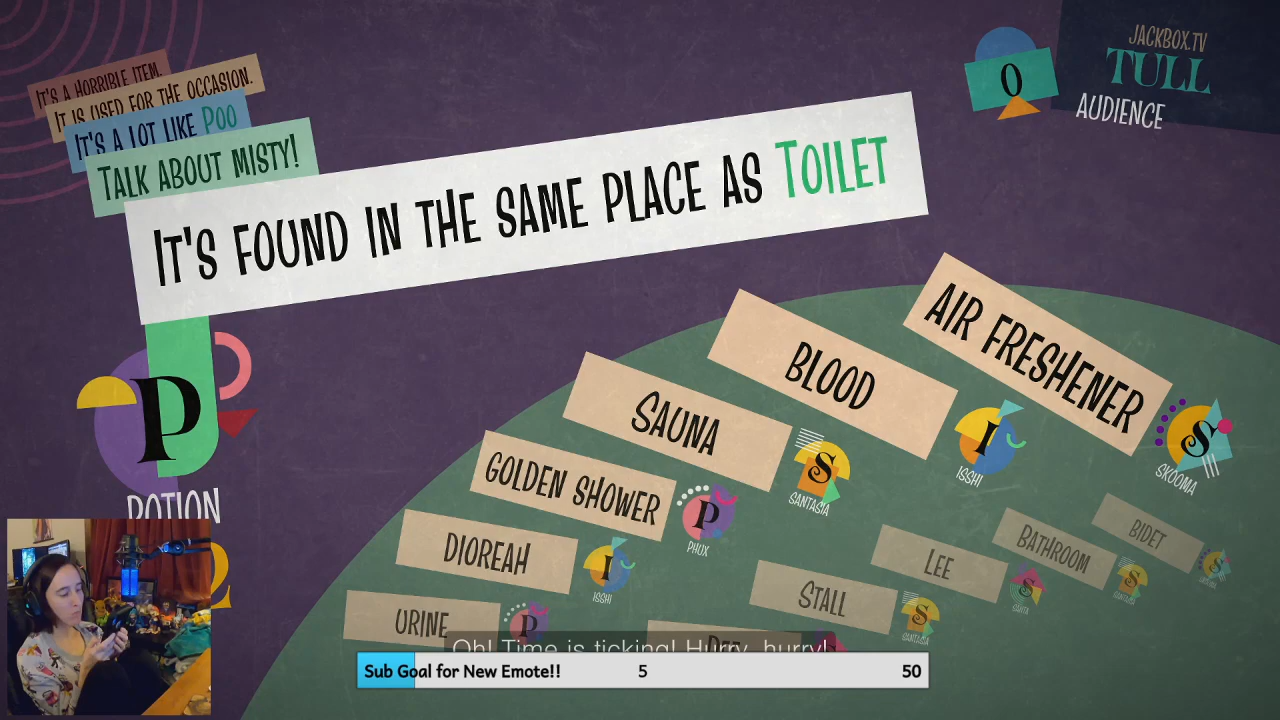 IT'S A HORRIBLE ITEM.
IT IS USED FOR THE OCCASION.
IT'S A LOT LIKE POO
TALK ABOUT MISTY!
IT'S FOUND IN THE SAME PLACE AS TOILET
JACKBOX.TV
TULL
0
AUDIENCE
P
POTION
AIR FRESHENER
S
SKOOMA
BLOOD
I
ISSHI
SAUNA
S
SANTASIA
GOLDEN SHOWER
P
PHUX
DIOREAH
I
ISSHI
URINE
P
BIDET
S
BATHROOM
S
LEE
S
STALL
S
SANTASIA
Oh! Time is ticking! Hurry, hurry!
Sub Goal for New Emote!!
5
50